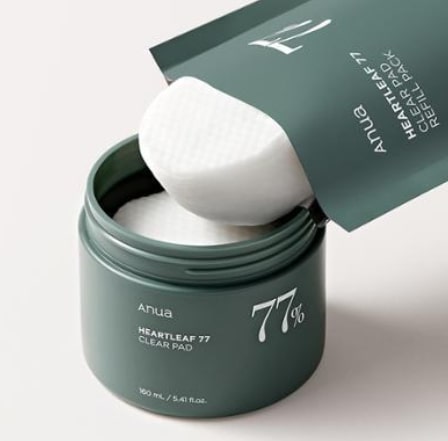 77
Anua
HEARTLEAF 77
CLEAR PAD
REFILL PACK
Anua
HEARTLEAF 77
CLEAR PAD
77%
160 mL / 5.41 fl.oz.